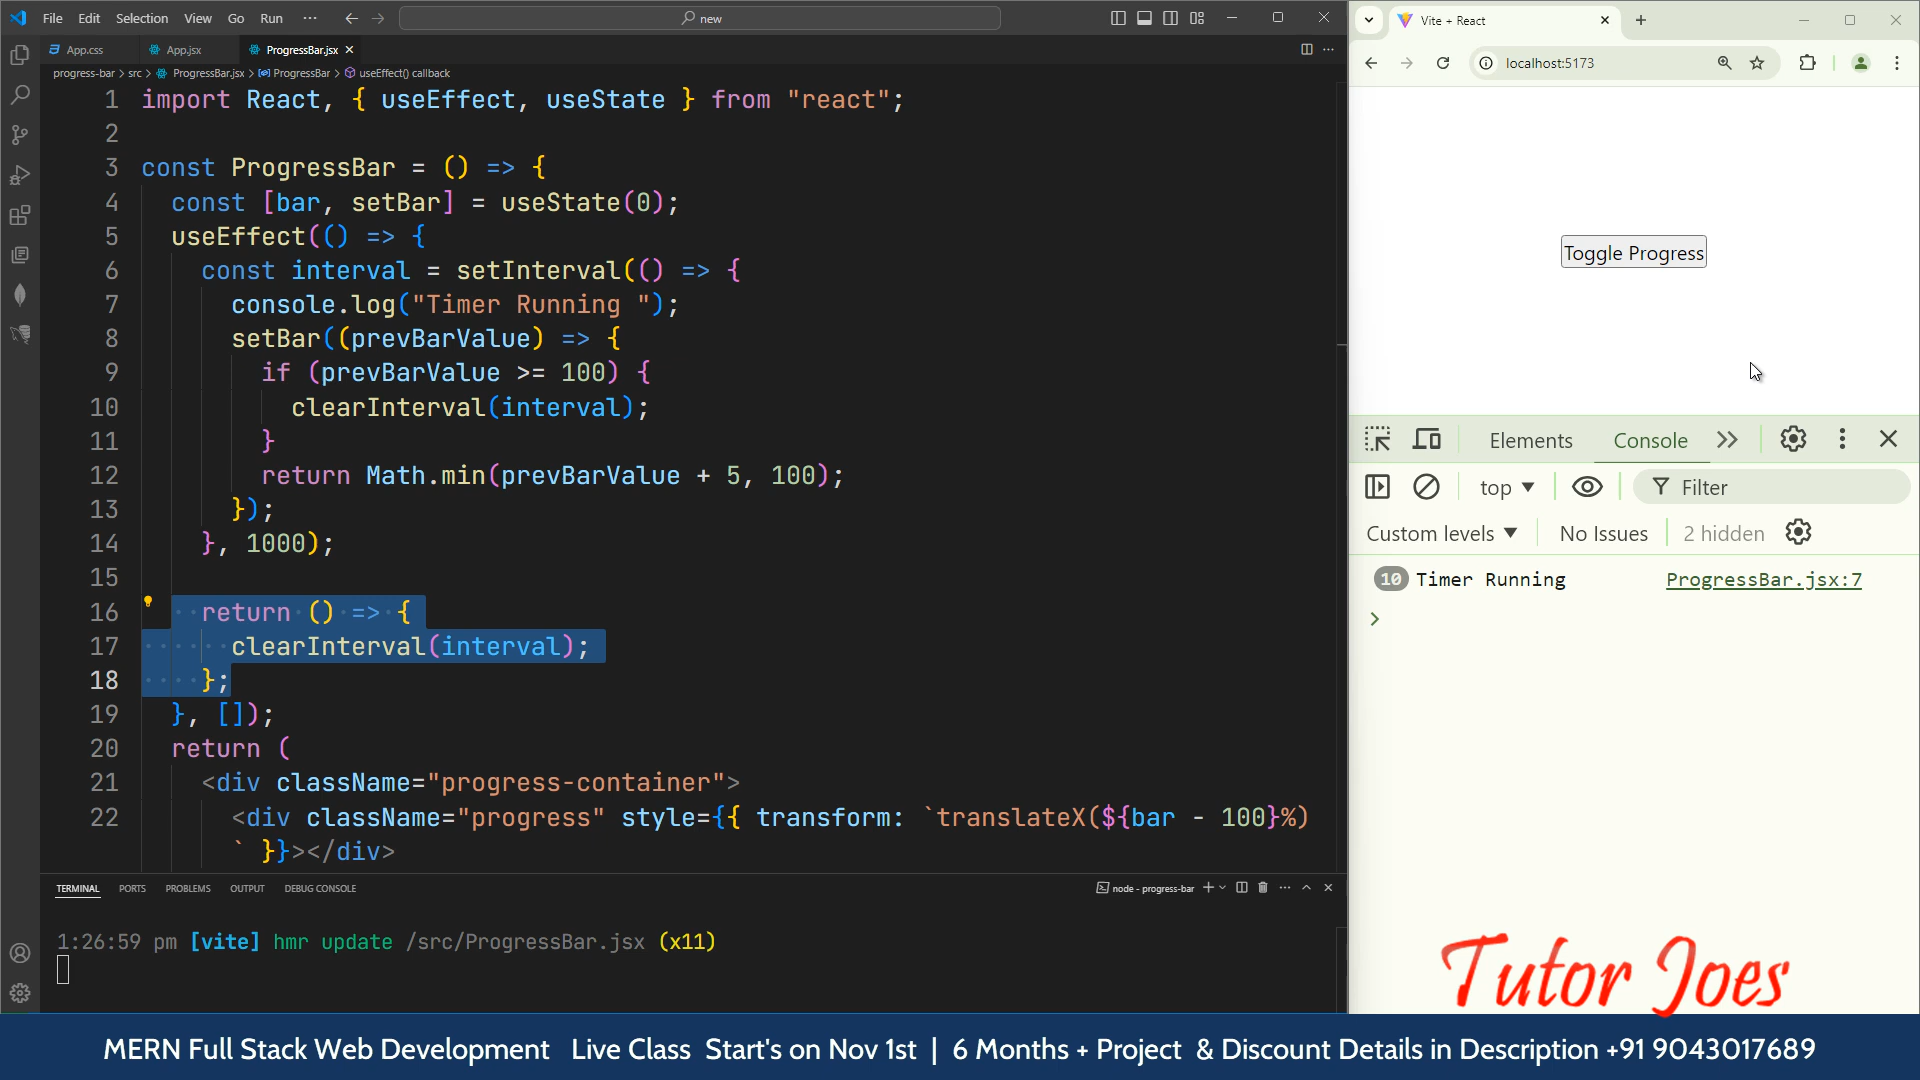 File Edit Selection View Go Run ··· new
App.css App.jsx ProgressBar.jsx
progress-bar > src > ProgressBar.jsx > ProgressBar > useEffect() callback
1 import React, { useEffect, useState } from "react";
2
3 const ProgressBar = () => {
4 const [bar, setBar] = useState(0);
5 useEffect(() => {
6 const interval = setInterval(() => {
7 console.log("Timer Running ");
8 setBar((prevBarValue) => {
9 if (prevBarValue >= 100) {
10 clearInterval(interval);
11 }
12 return Math.min(prevBarValue + 5, 100);
13 });
14 }, 1000);
15
16 return () => {
17 clearInterval(interval);
18 };
19 }, []);
20 return (
21 <div className="progress-container">
22 <div className="progress" style={{ transform: `translateX(${bar - 100}%)
` }}></div>
TERMINAL PORTS PROBLEMS OUTPUT DEBUG CONSOLE node - progress-bar
1:26:59 pm [vite] hmr update /src/ProgressBar.jsx (x11)
Vite + React
localhost:5173
Toggle Progress
Elements Console
top Filter
Custom levels No Issues 2 hidden
10 Timer Running ProgressBar.jsx:7
Tutor Joes
MERN Full Stack Web Development Live Class Start's on Nov 1st | 6 Months + Project & Discount Details in Description +91 9043017689